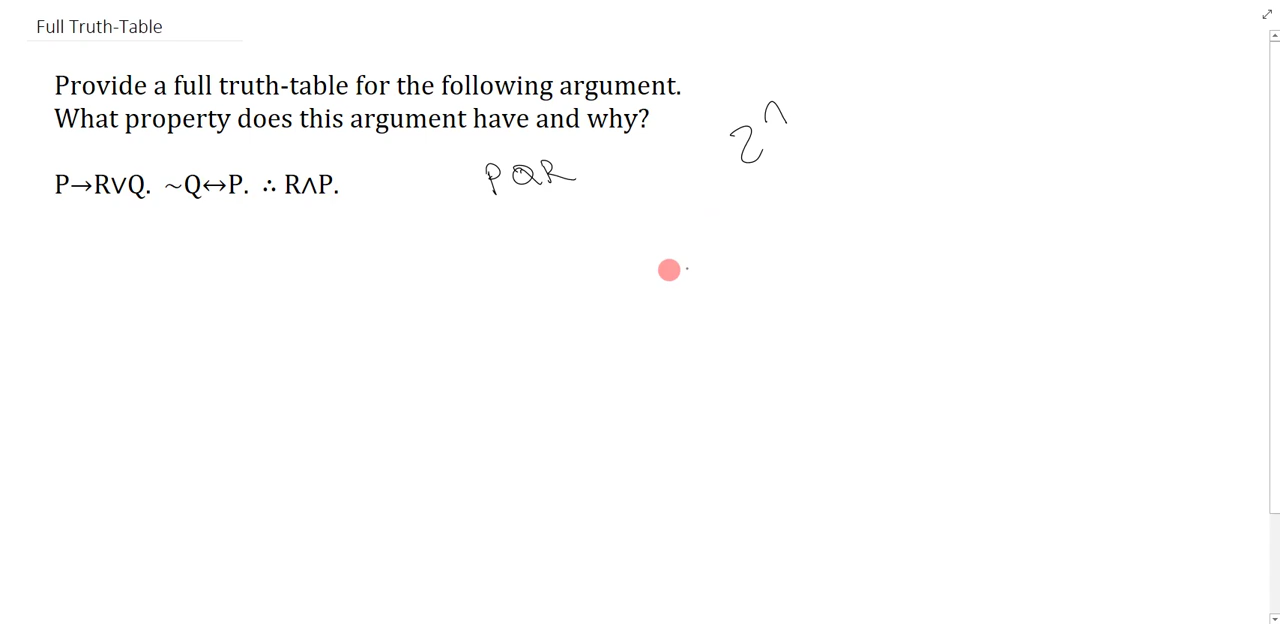 Full Truth-Table
Provide a full truth-table for the following argument.
What property does this argument have and why?
2^n
P→R∨Q. ~Q↔P. ∴ R∧P.
P Q R